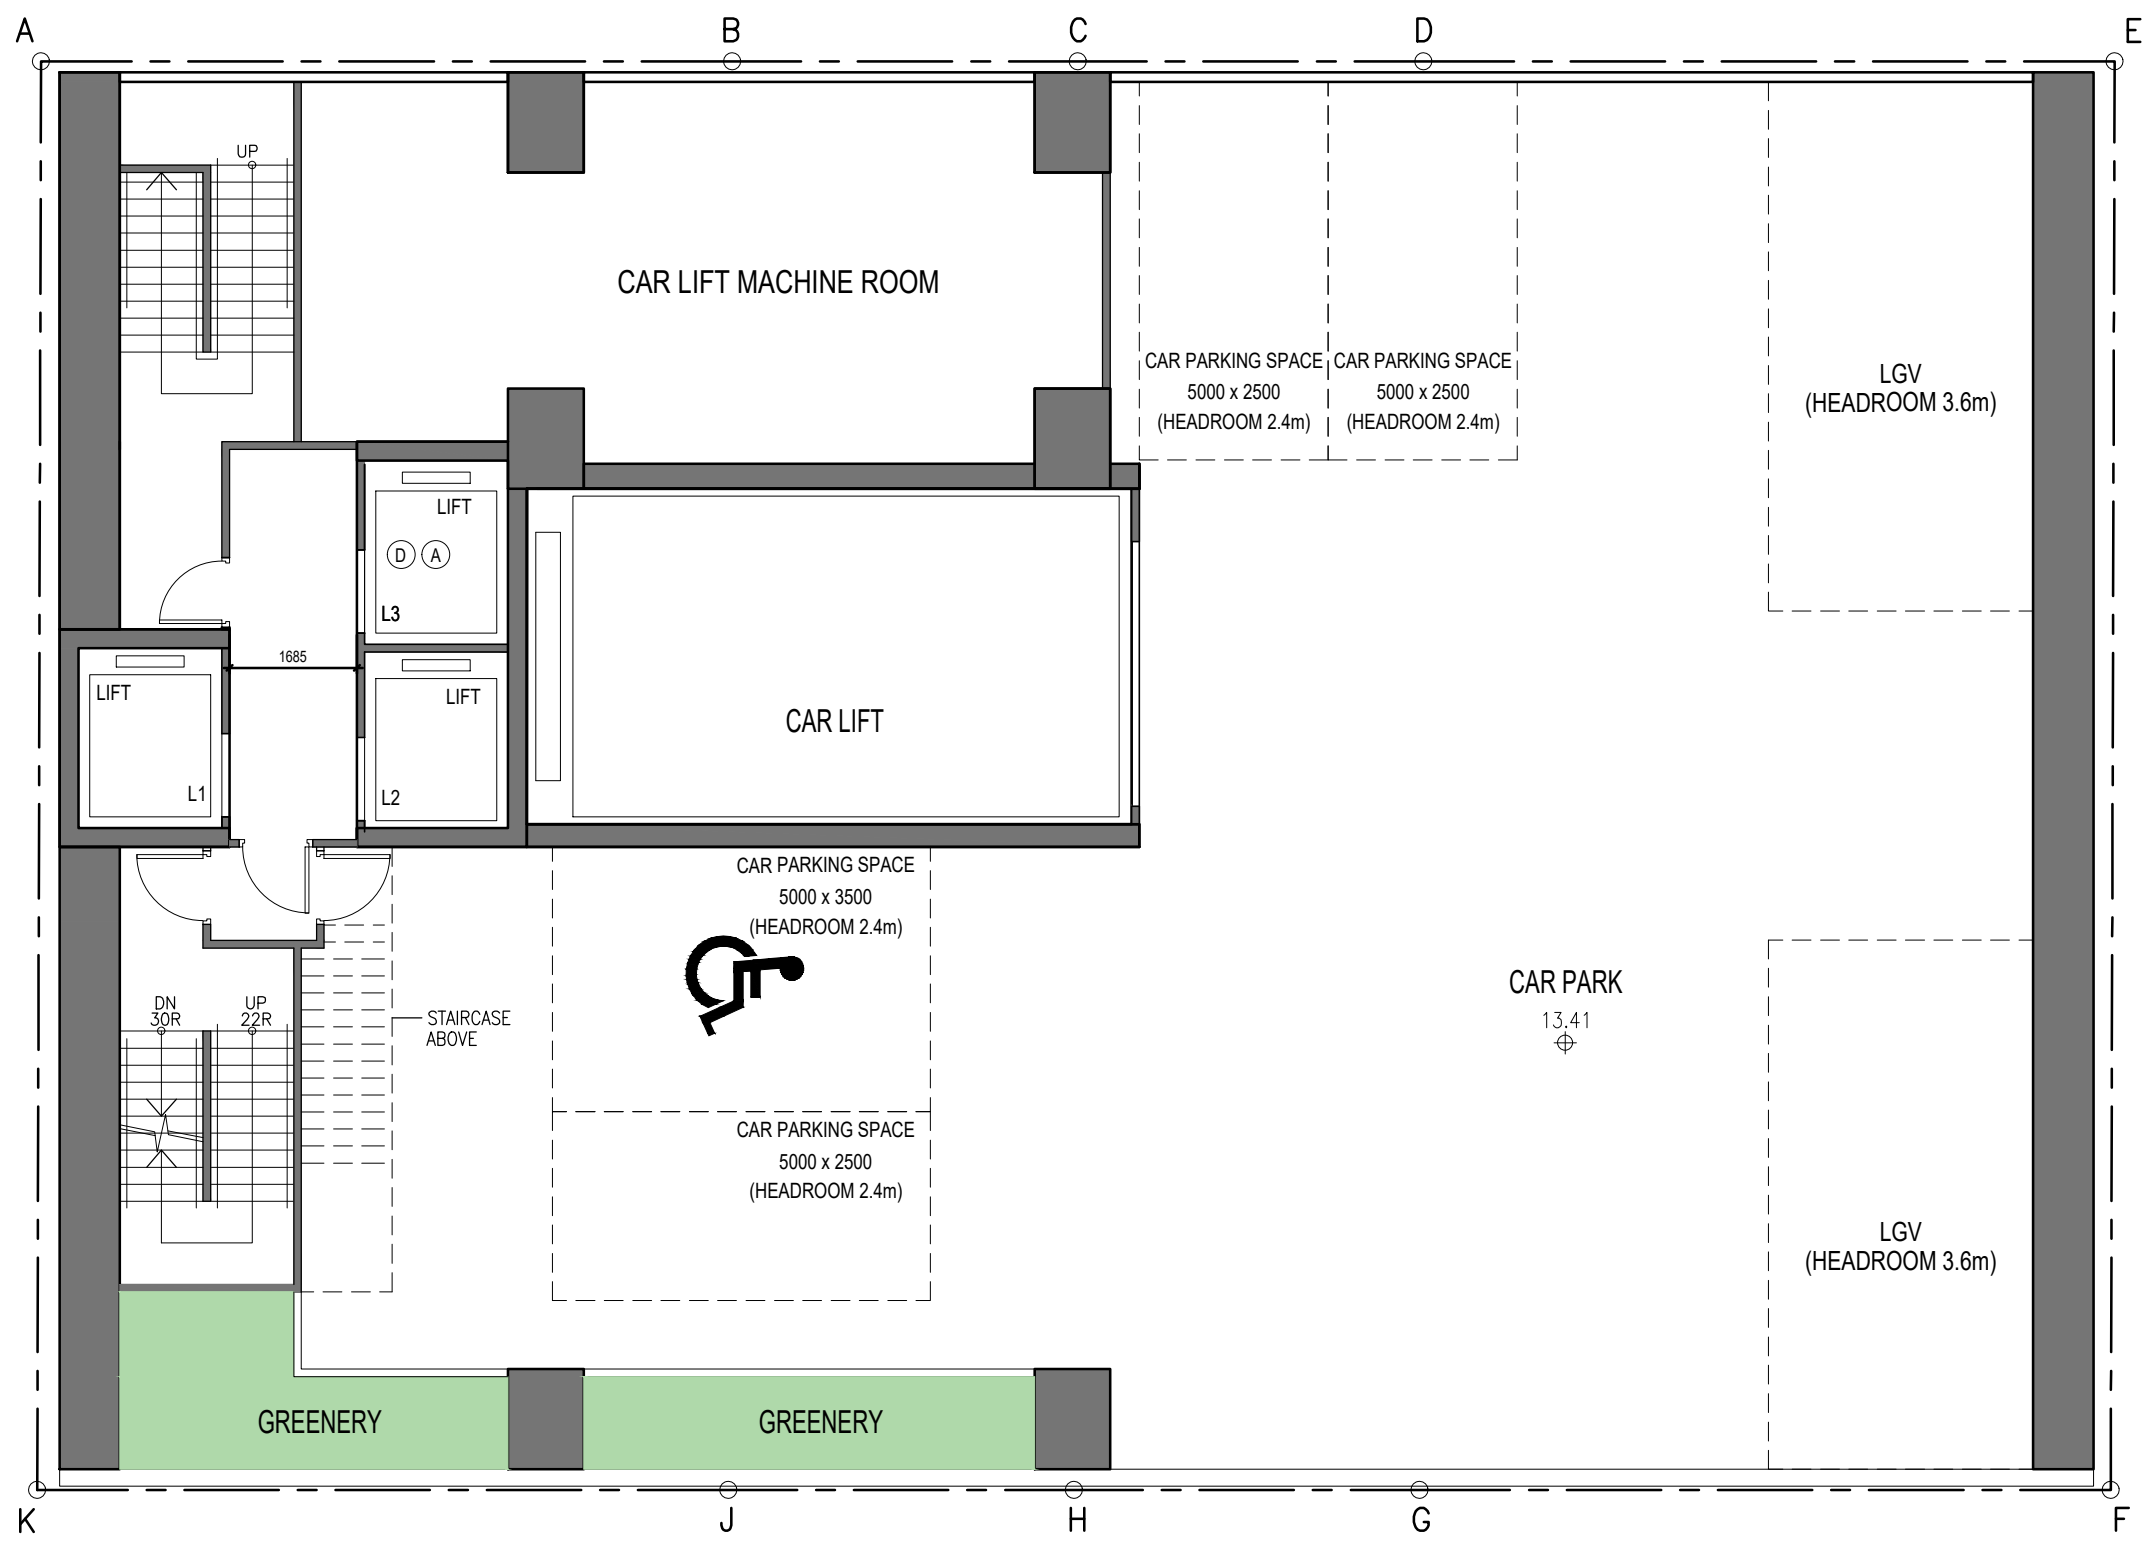 A
B
C
D
E
UP
CAR LIFT MACHINE ROOM
CAR PARKING SPACE
5000 x 2500
(HEADROOM 2.4m)
CAR PARKING SPACE
5000 x 2500
(HEADROOM 2.4m)
LGV
(HEADROOM 3.6m)
LIFT
D A
L3
1685
LIFT
L1
LIFT
L2
CAR LIFT
CAR PARKING SPACE
5000 x 3500
(HEADROOM 2.4m)
CAR PARK
13.41
DN
30R
UP
22R
STAIRCASE
ABOVE
CAR PARKING SPACE
5000 x 2500
(HEADROOM 2.4m)
LGV
(HEADROOM 3.6m)
GREENERY
GREENERY
K
J
H
G
F